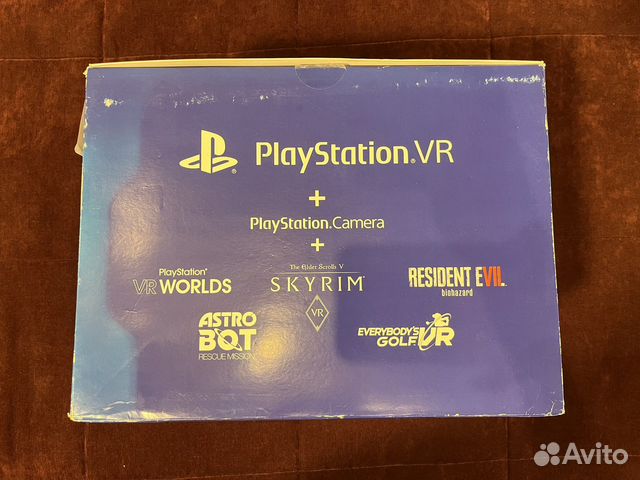 PlayStation.VR
+
PlayStation.Camera
+
PlayStation®
VR WORLDS
The Elder Scrolls V
SKYRIM
VR
RESIDENT EVIL
biohazard
ASTRO
BOT
RESCUE MISSION
EVERYBODY'S
GOLF VR
Avito